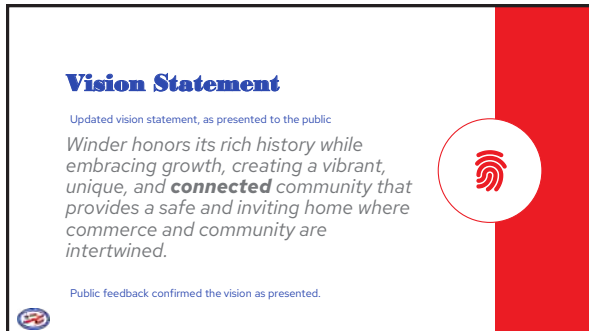 Vision Statement
Updated vision statement, as presented to the public
Winder honors its rich history while
embracing growth, creating a vibrant,
unique, and connected community that
provides a safe and inviting home where
commerce and community are
intertwined.
Public feedback confirmed the vision as presented.